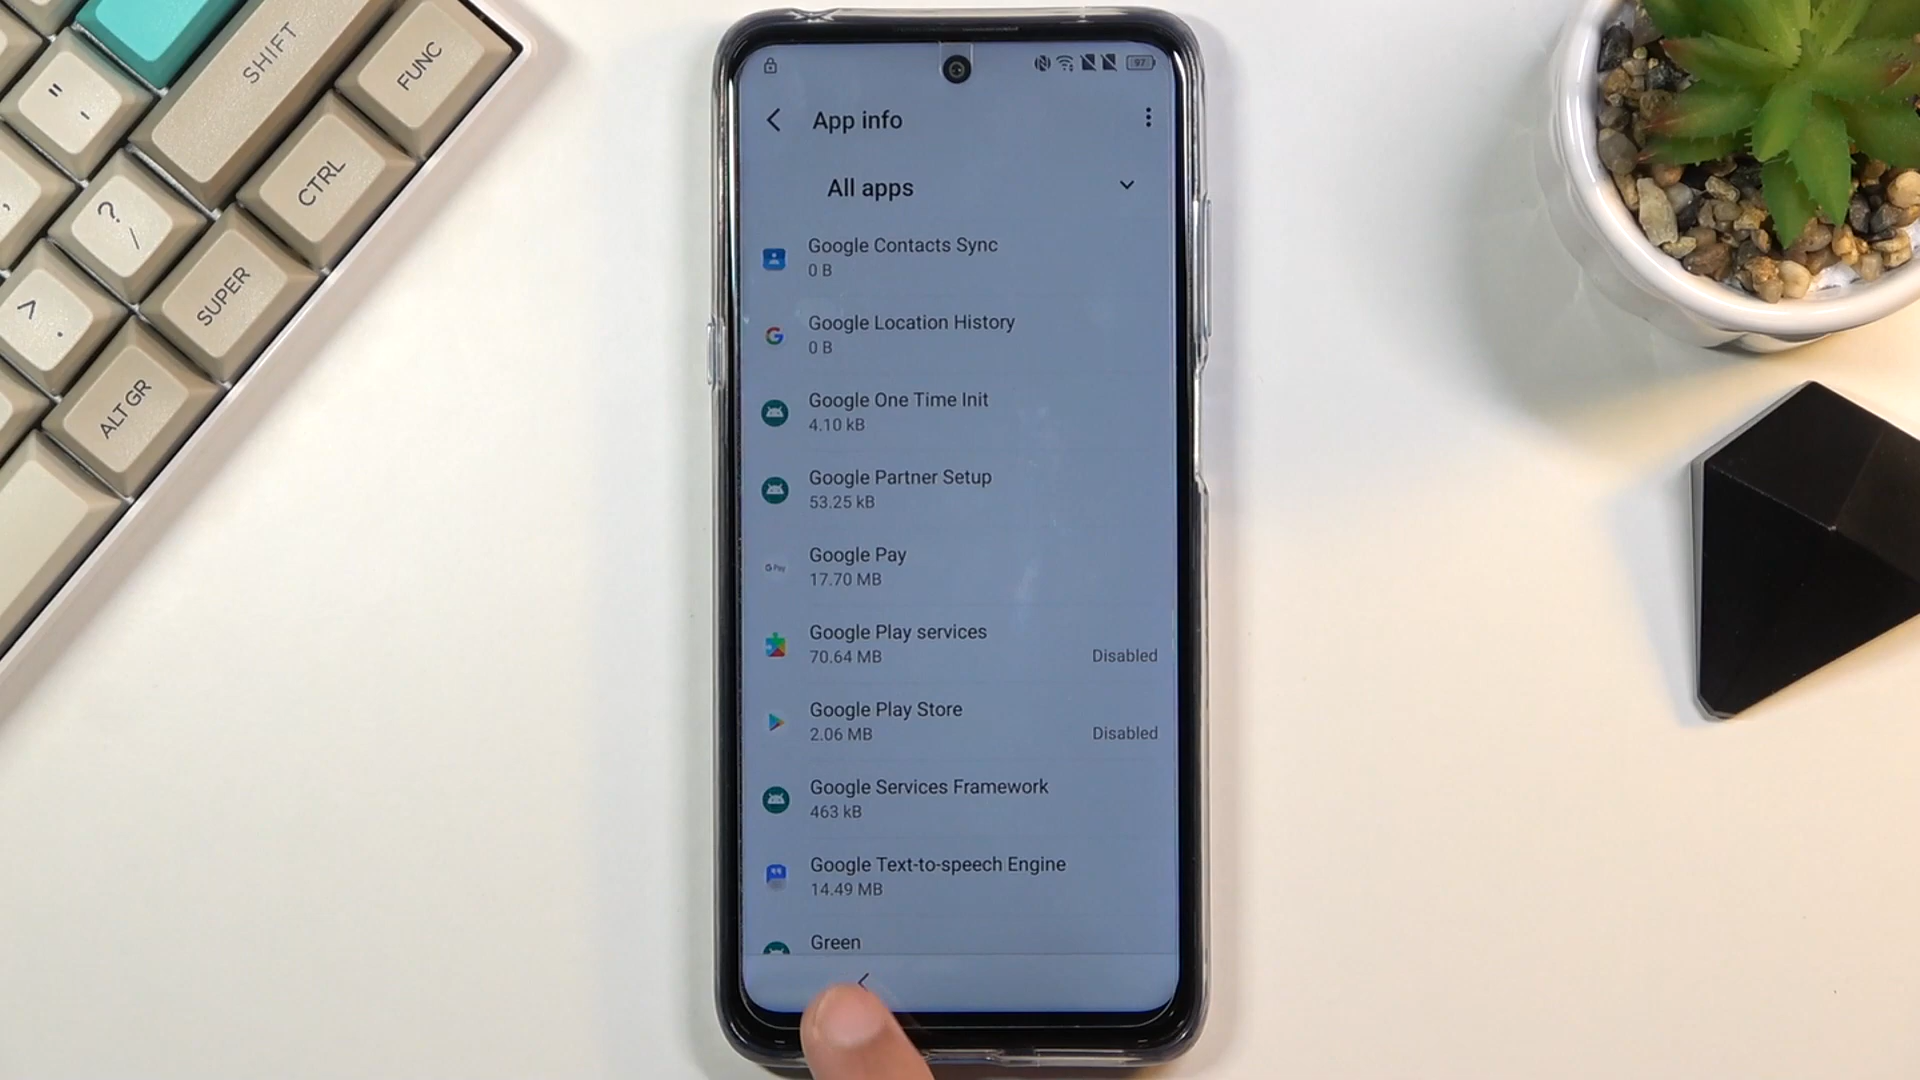 SHIFT
FUNC
"
'
CTRL
?
/
SUPER
>
.
ALT GR
;
97
App info
All apps
Google Contacts Sync
0 B
Google Location History
0 B
Google One Time Init
4.10 kB
Google Partner Setup
53.25 kB
G Pay
Google Pay
17.70 MB
Google Play services
70.64 MB
Disabled
Google Play Store
2.06 MB
Disabled
Google Services Framework
463 kB
Google Text-to-speech Engine
14.49 MB
Green